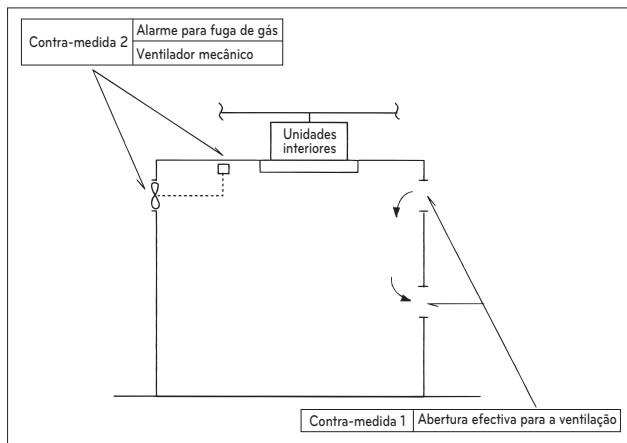 Contra-medida 2
Alarme para fuga de gás
Ventilador mecânico
Unidades
interiores
Contra-medida 1
Abertura efectiva para a ventilação